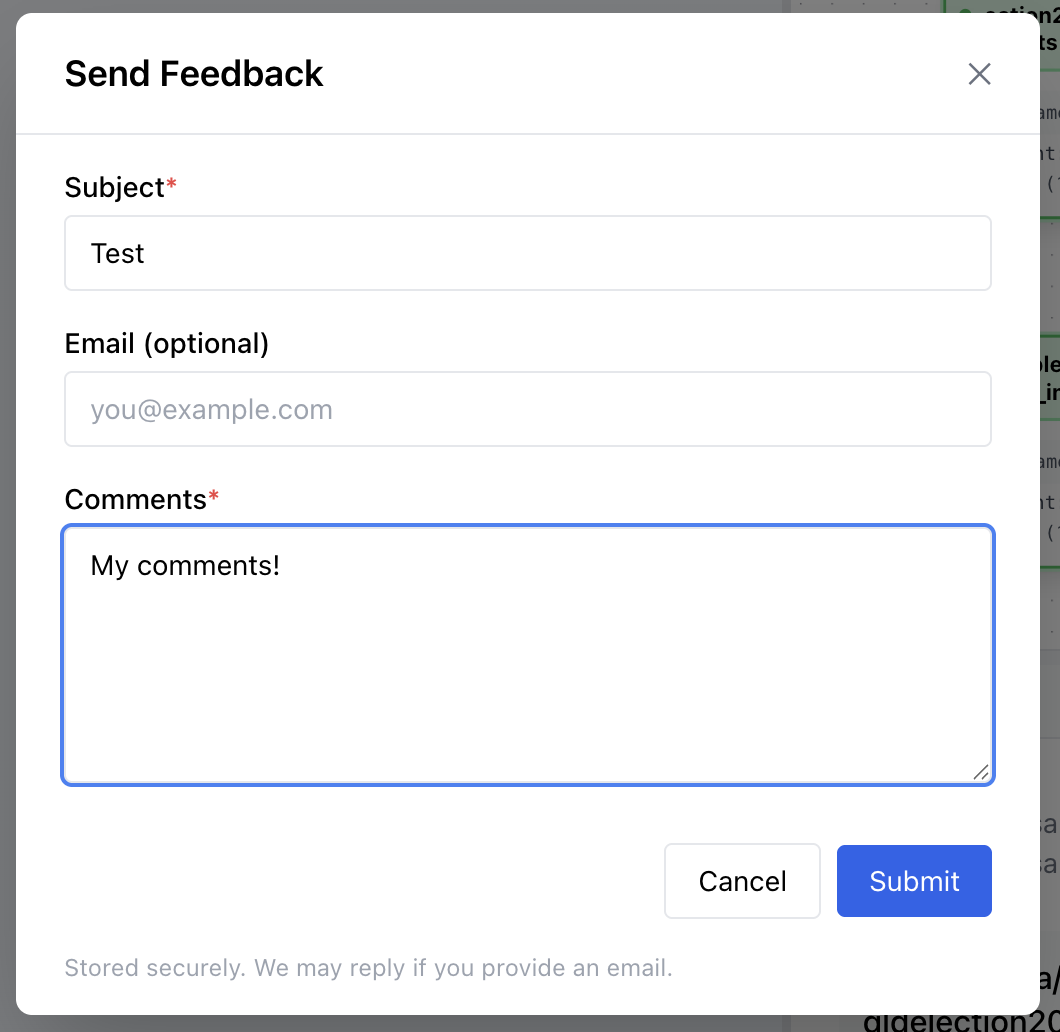 Send Feedback
Subject*
Test
Email (optional)
you@example.com
Comments*
My comments!
Cancel
Submit
Stored securely. We may reply if you provide an email.